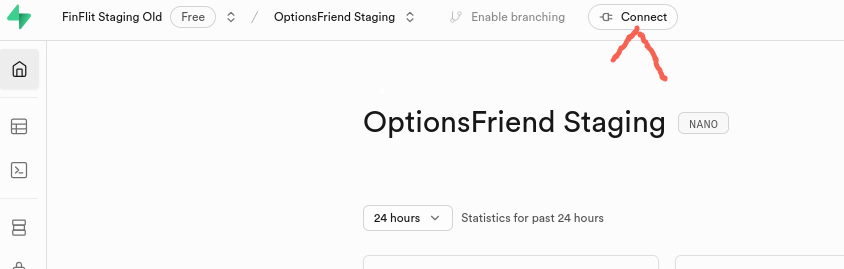 FinFlit Staging Old Free / OptionsFriend Staging Enable branching Connect
OptionsFriend Staging NANO
24 hours Statistics for past 24 hours